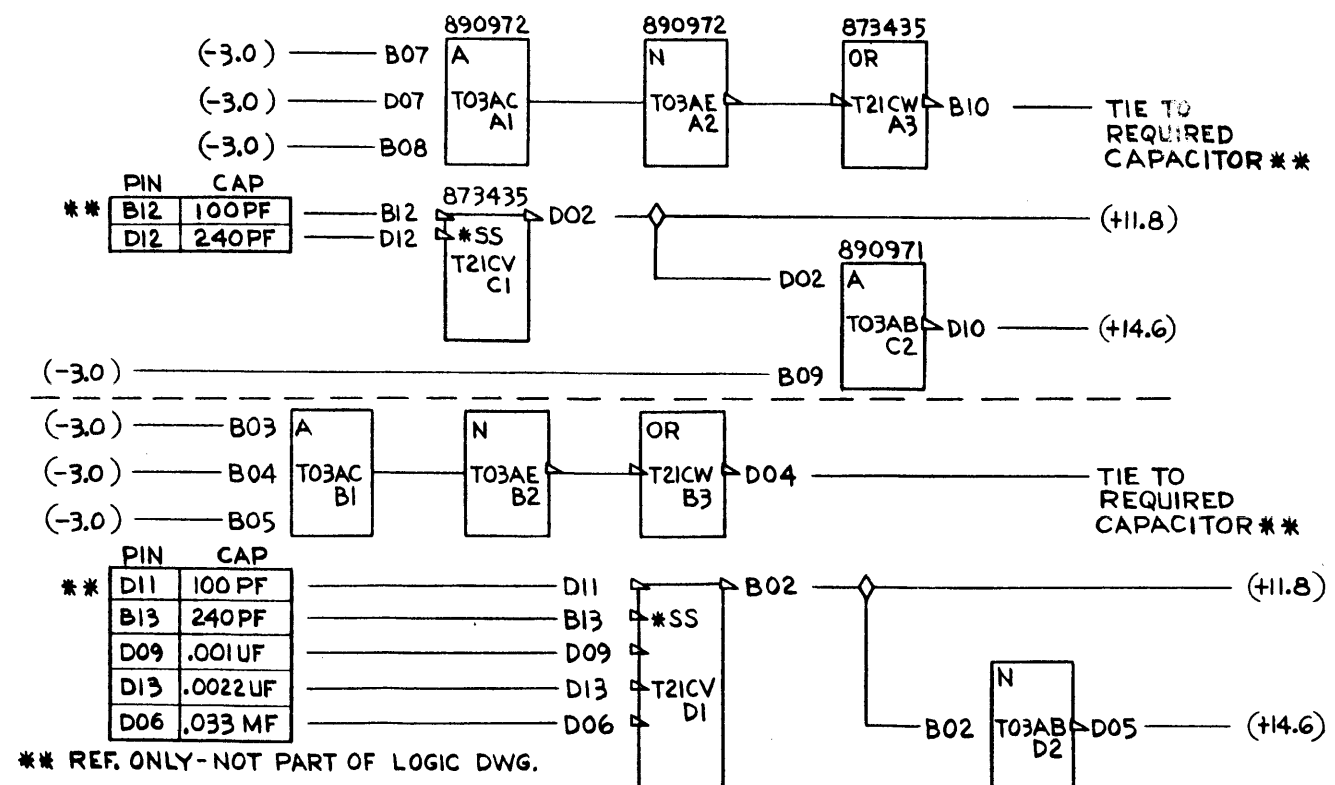 890972 890972 873435
(-3.0) B07 A N OR
(-3.0) D07 T03AC T03AE T21CW B10 TIE TO
A1 A2 A3 REQUIRED
(-3.0) B08 CAPACITOR **
PIN CAP 873435
** B12 100PF B12 D02 (+11.8)
D12 240PF D12 *SS
T21CV 890971
C1 D02 A
T03AB D10 (+14.6)
C2
(-3.0) B09
(-3.0) B03 A N OR
(-3.0) B04 T03AC T03AE T21CW D04 TIE TO
B1 B2 B3 REQUIRED
(-3.0) B05 CAPACITOR **
PIN CAP
** D11 100 PF D11 B02 (+11.8)
B13 240PF B13 *SS
D09 .001UF D09
D13 .0022UF D13 T21CV N
D1
D06 .033 MF D06 B02 T03AB D05 (+14.6)
D2
** REF. ONLY-NOT PART OF LOGIC DWG.